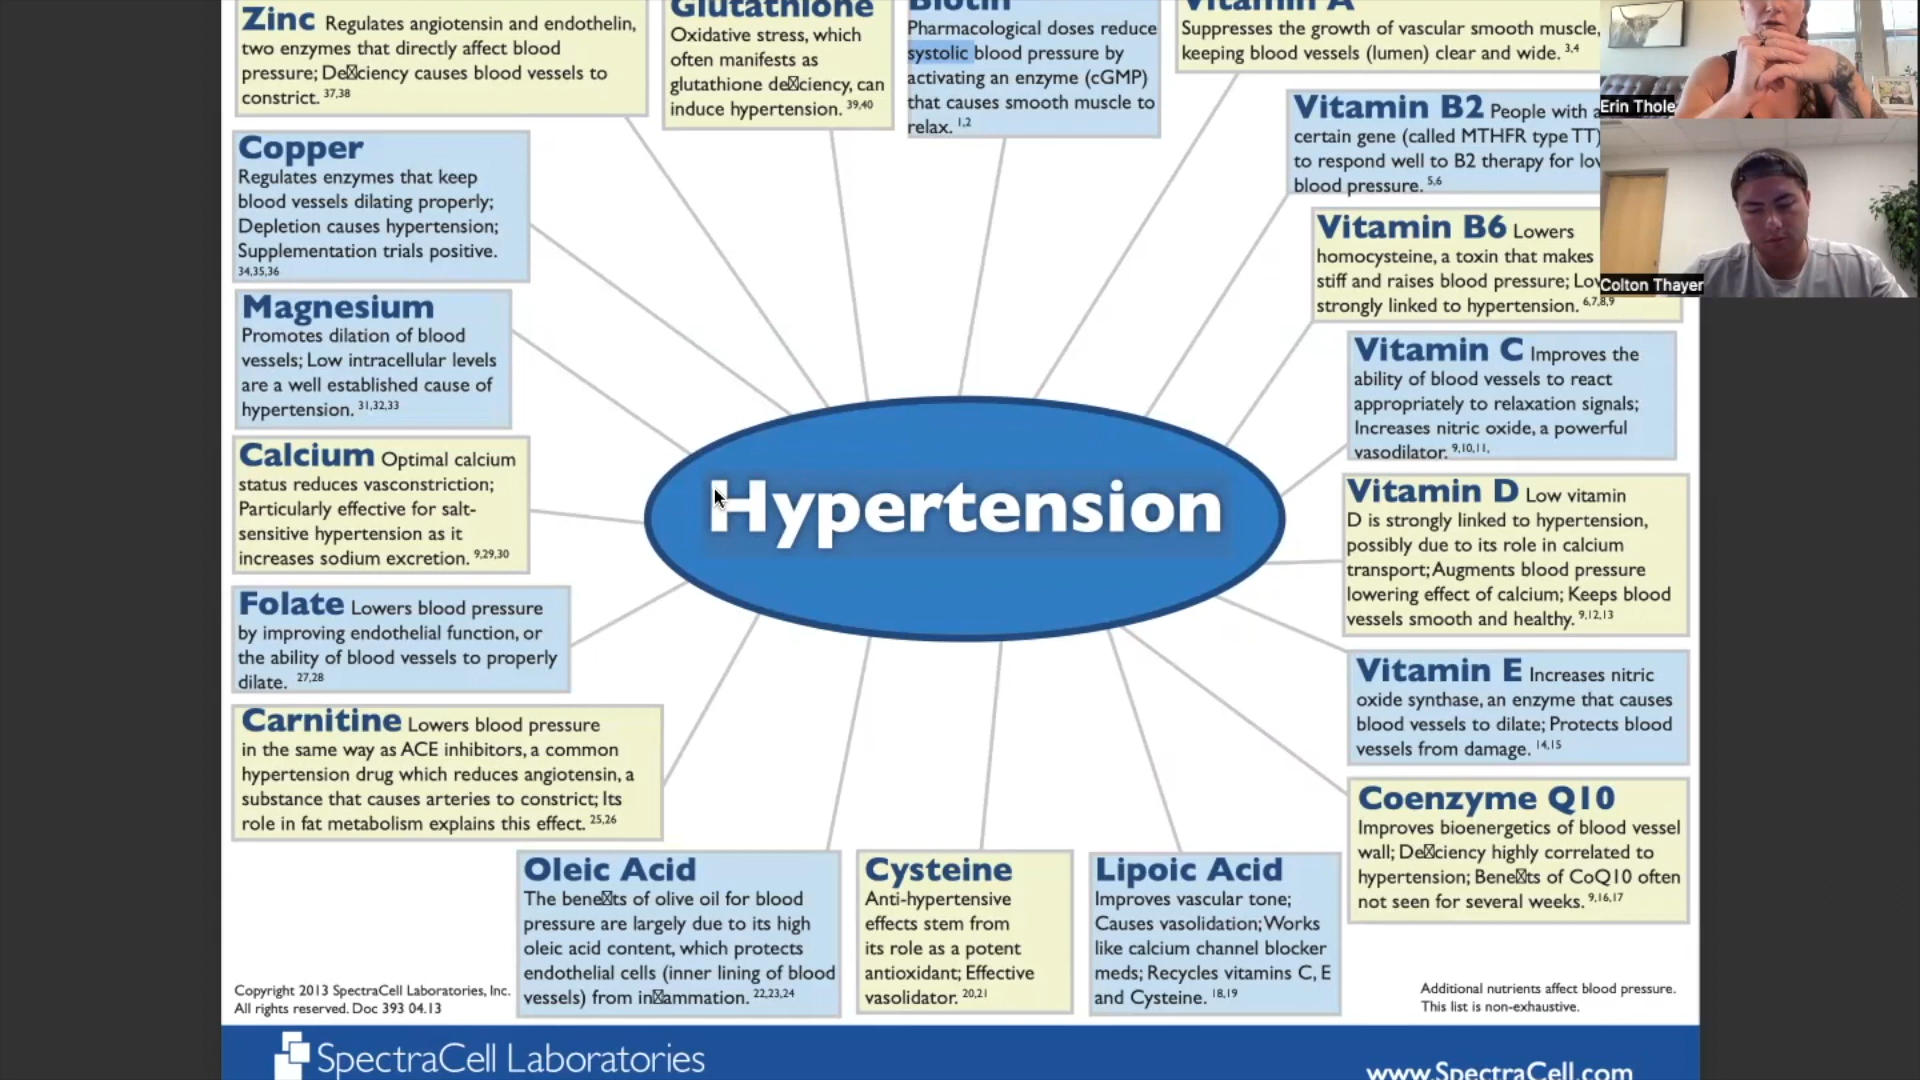 Zinc Regulates angiotensin and endothelin,
two enzymes that directly affect blood
pressure; De☒ciency causes blood vessels to
constrict. 37,38
Glutathione
Oxidative stress, which
often manifests as
glutathione de☒ciency, can
induce hypertension. 39,40
Biotin
Pharmacological doses reduce
systolic blood pressure by
activating an enzyme (cGMP)
that causes smooth muscle to
relax. 1,2
Vitamin A
Suppresses the growth of vascular smooth muscle,
keeping blood vessels (lumen) clear and wide. 3,4
Erin Thole
Vitamin B2 People with a
certain gene (called MTHFR type TT)
to respond well to B2 therapy for
blood pressure. 5,6
Copper
Regulates enzymes that keep
blood vessels dilating properly;
Depletion causes hypertension;
Supplementation trials positive.
34,35,36
Vitamin B6 Lowers
homocysteine, a toxin that makes
stiff and raises blood pressure;
strongly linked to hypertension. 6,7,8,9
Colton Thayer
Magnesium
Promotes dilation of blood
vessels; Low intracellular levels
are a well established cause of
hypertension. 31,32,33
Vitamin C Improves the
ability of blood vessels to react
appropriately to relaxation signals;
Increases nitric oxide, a powerful
vasodilator. 9,10,11,
Calcium Optimal calcium
status reduces vasconstriction;
Particularly effective for salt-
sensitive hypertension as it
increases sodium excretion. 9,29,30
Hypertension
Vitamin D Low vitamin
D is strongly linked to hypertension,
possibly due to its role in calcium
transport; Augments blood pressure
lowering effect of calcium; Keeps blood
vessels smooth and healthy. 9,12,13
Folate Lowers blood pressure
by improving endothelial function, or
the ability of blood vessels to properly
dilate. 27,28
Vitamin E Increases nitric
oxide synthase, an enzyme that causes
blood vessels to dilate; Protects blood
vessels from damage. 14,15
Carnitine Lowers blood pressure
in the same way as ACE inhibitors, a common
hypertension drug which reduces angiotensin, a
substance that causes arteries to constrict; Its
role in fat metabolism explains this effect. 25,26
Coenzyme Q10
Improves bioenergetics of blood vessel
wall; De☒ciency highly correlated to
hypertension; Bene☒ts of CoQ10 often
not seen for several weeks. 9,16,17
Oleic Acid
The bene☒ts of olive oil for blood
pressure are largely due to its high
oleic acid content, which protects
endothelial cells (inner lining of blood
vessels) from in☒ammation. 22,23,24
Cysteine
Anti-hypertensive
effects stem from
its role as a potent
antioxidant; Effective
vasolidator. 20,21
Lipoic Acid
Improves vascular tone;
Causes vasolidation; Works
like calcium channel blocker
meds; Recycles vitamins C, E
and Cysteine. 18,19
Copyright 2013 SpectraCell Laboratories, Inc.
All rights reserved. Doc 393 04.13
Additional nutrients affect blood pressure.
This list is non-exhaustive.
SpectraCell Laboratories
www.SpectraCell.com